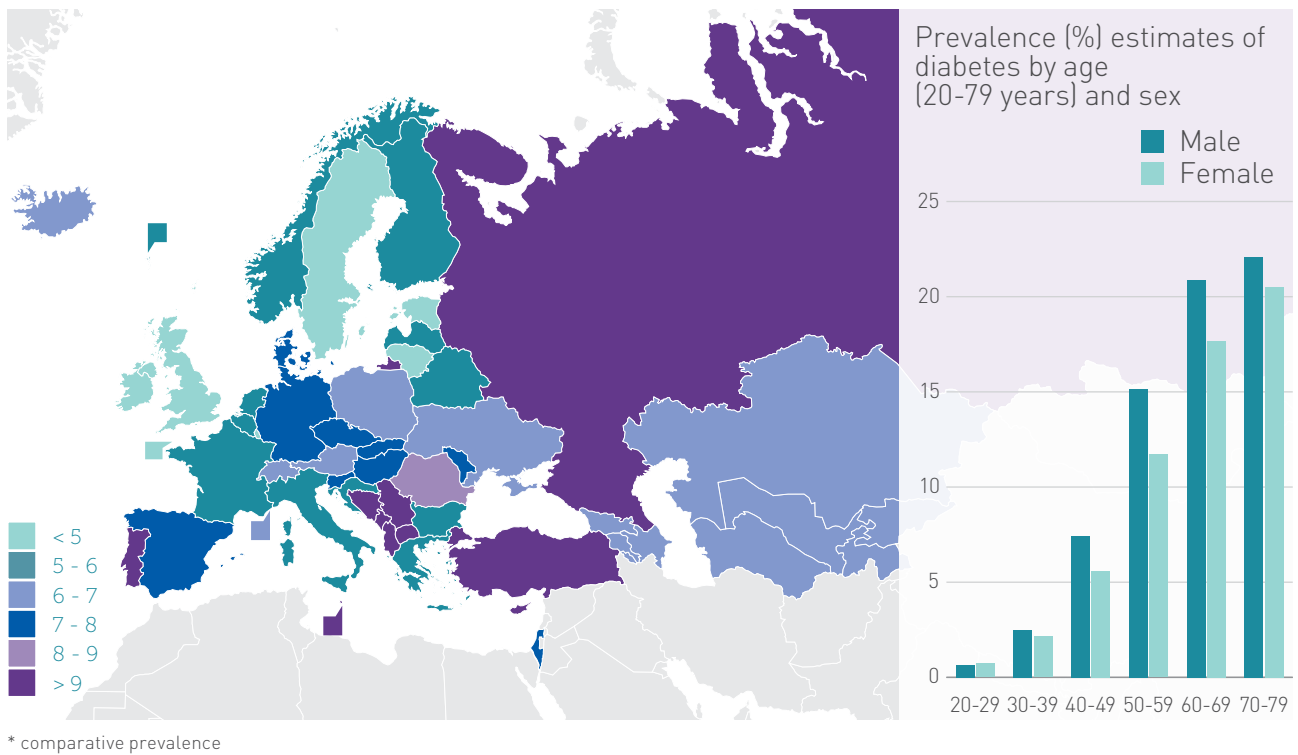 Prevalence (%) estimates of
diabetes by age
(20-79 years) and sex
Male
Female
25
20
15
10
5
0
20-29 30-39 40-49 50-59 60-69 70-79
< 5
5 - 6
6 - 7
7 - 8
8 - 9
> 9
* comparative prevalence